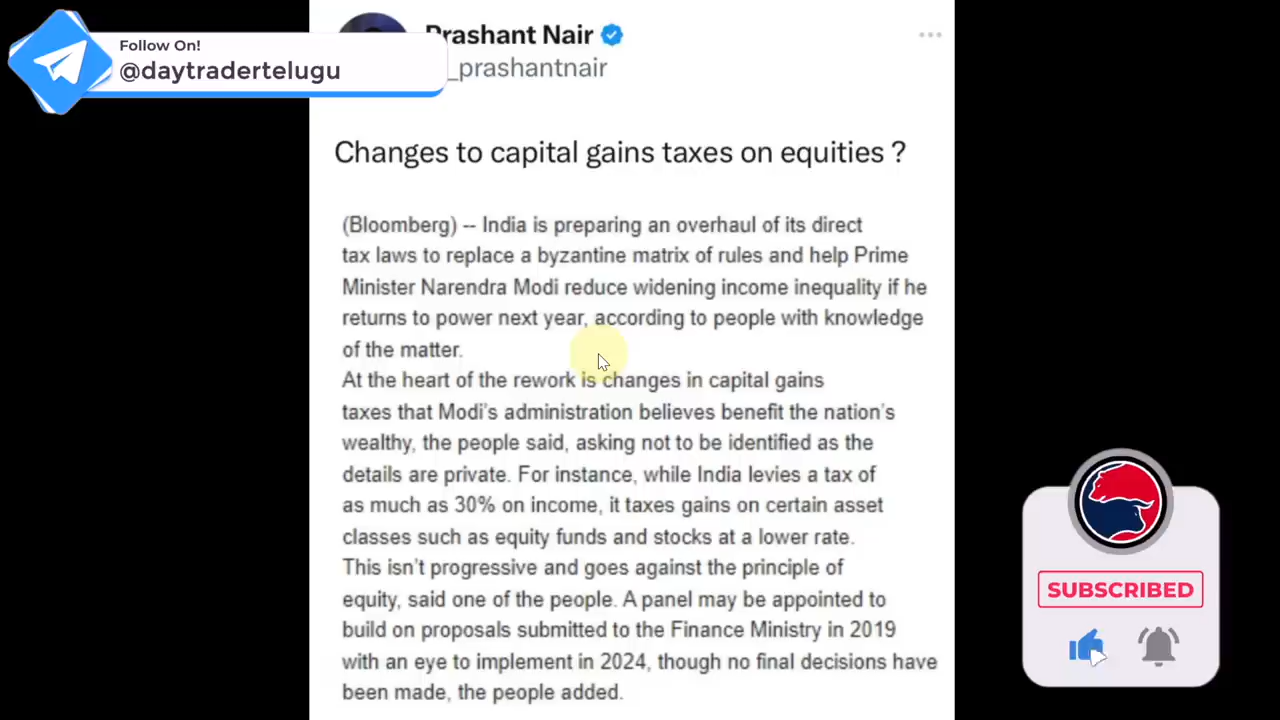 Follow On!
@daytradertelugu
Prashant Nair
_prashantnair
Changes to capital gains taxes on equities ?
(Bloomberg) -- India is preparing an overhaul of its direct
tax laws to replace a byzantine matrix of rules and help Prime
Minister Narendra Modi reduce widening income inequality if he
returns to power next year, according to people with knowledge
of the matter.
At the heart of the rework is changes in capital gains
taxes that Modi's administration believes benefit the nation's
wealthy, the people said, asking not to be identified as the
details are private. For instance, while India levies a tax of
as much as 30% on income, it taxes gains on certain asset
classes such as equity funds and stocks at a lower rate.
This isn't progressive and goes against the principle of
equity, said one of the people. A panel may be appointed to
build on proposals submitted to the Finance Ministry in 2019
with an eye to implement in 2024, though no final decisions have
been made, the people added.
SUBSCRIBED